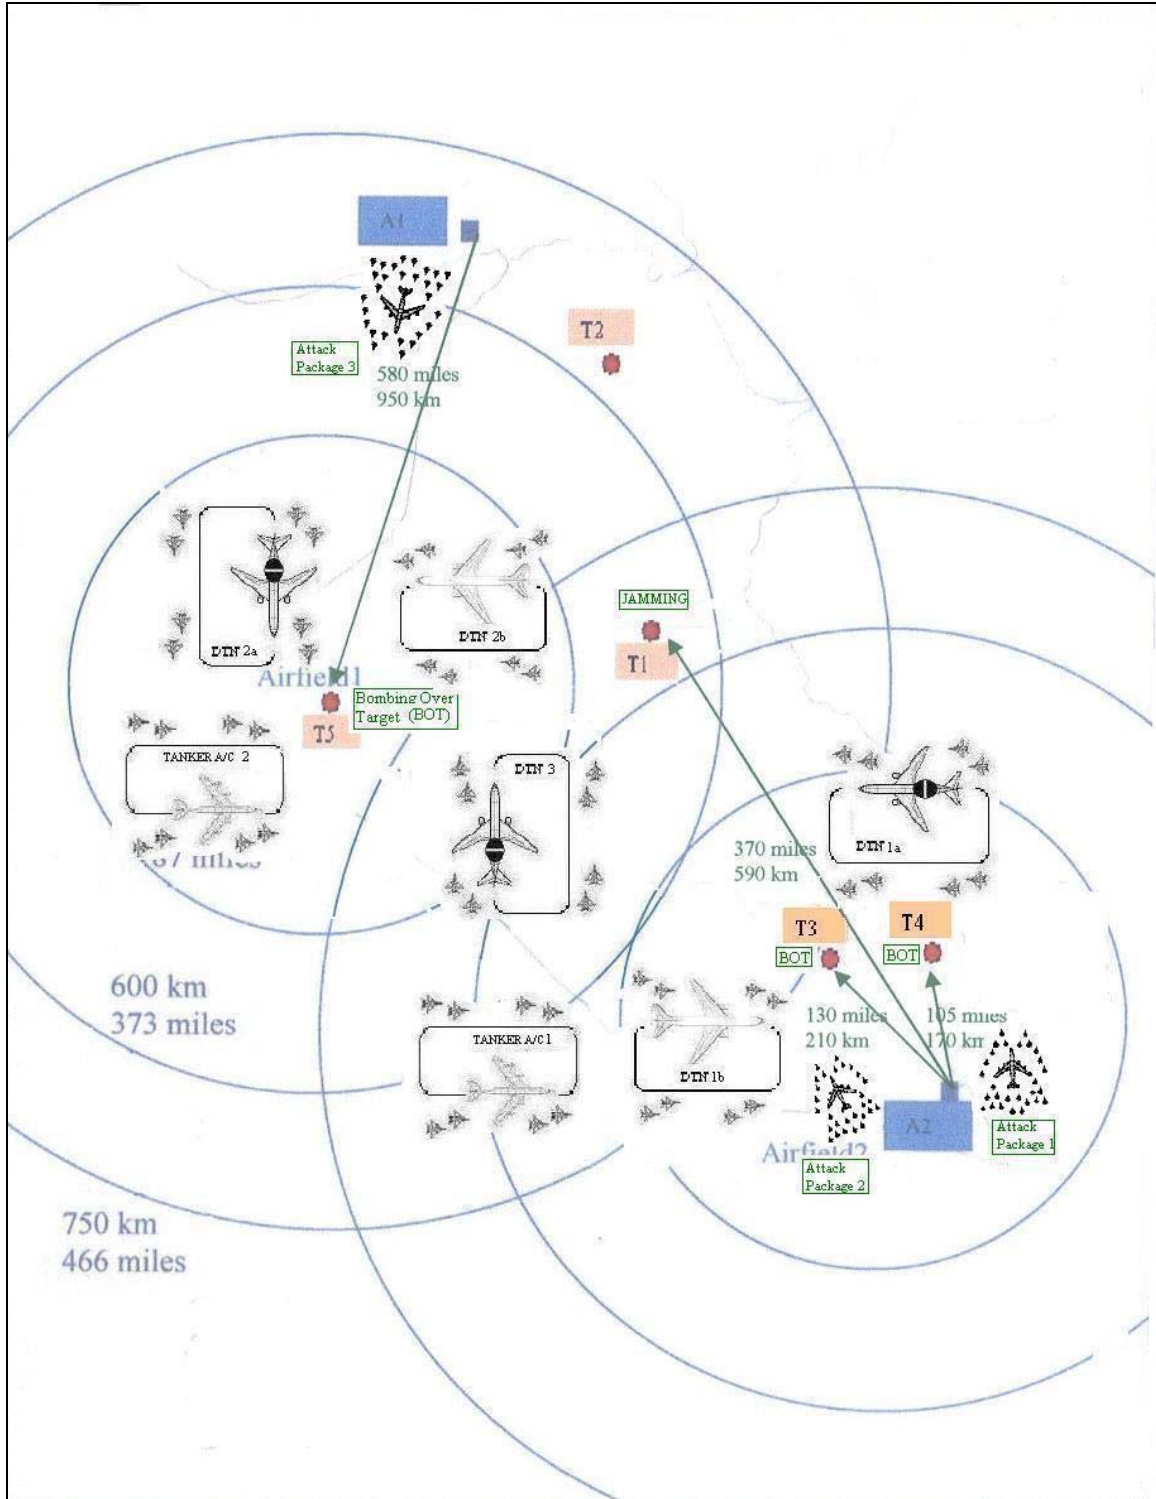 A1
T2
Attack
Package 3
580 miles
950 km
JAMMING
T1
DTN 2a
DTN 2b
Airfield1
Bombing Over
Target (BOT)
T5
TANKER A/C 2
DTN 3
miles
DTN 1a
370 miles
590 km
T3
T4
BOT
BOT
600 km
373 miles
130 miles
210 km
105 miles
170 km
TANKER A/C 1
DTN 1b
A2
Attack
Package 1
Airfield2
Attack
Package 2
750 km
466 miles